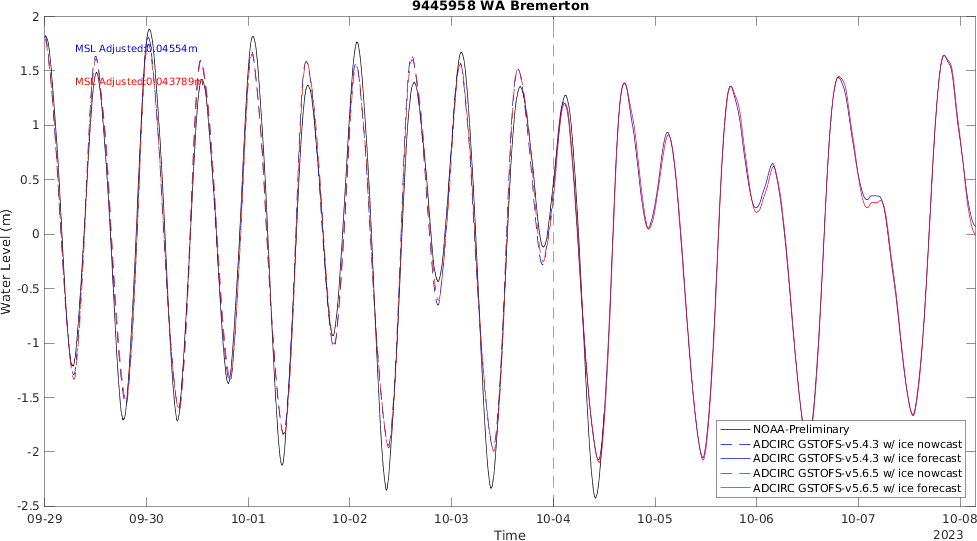 9445958 WA Bremerton
MSL Adjusted:0.04554m
MSL Adjusted:0.043789m
Water Level (m)
2
1.5
1
0.5
0
-0.5
-1
-1.5
-2
-2.5
NOAA-Preliminary
ADCIRC GSTOFS-v5.4.3 w/ ice nowcast
ADCIRC GSTOFS-v5.4.3 w/ ice forecast
ADCIRC GSTOFS-v5.6.5 w/ ice nowcast
ADCIRC GSTOFS-v5.6.5 w/ ice forecast
09-29 09-30 10-01 10-02 10-03 10-04 10-05 10-06 10-07 10-08
Time
2023